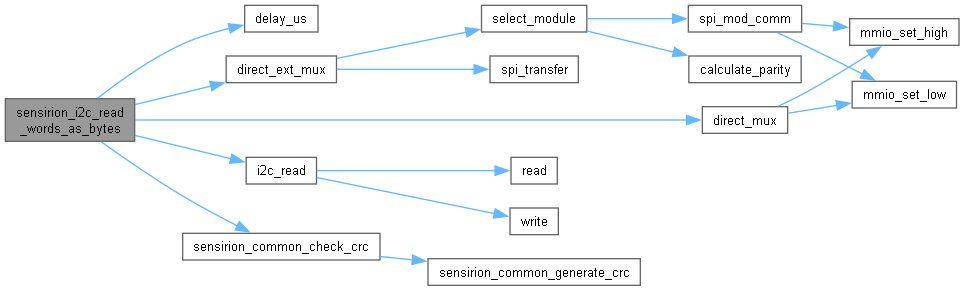 delay_us
select_module
spi_mod_comm
mmio_set_high
direct_ext_mux
spi_transfer
calculate_parity
mmio_set_low
sensirion_i2c_read
_words_as_bytes
direct_mux
i2c_read
read
write
sensirion_common_check_crc
sensirion_common_generate_crc